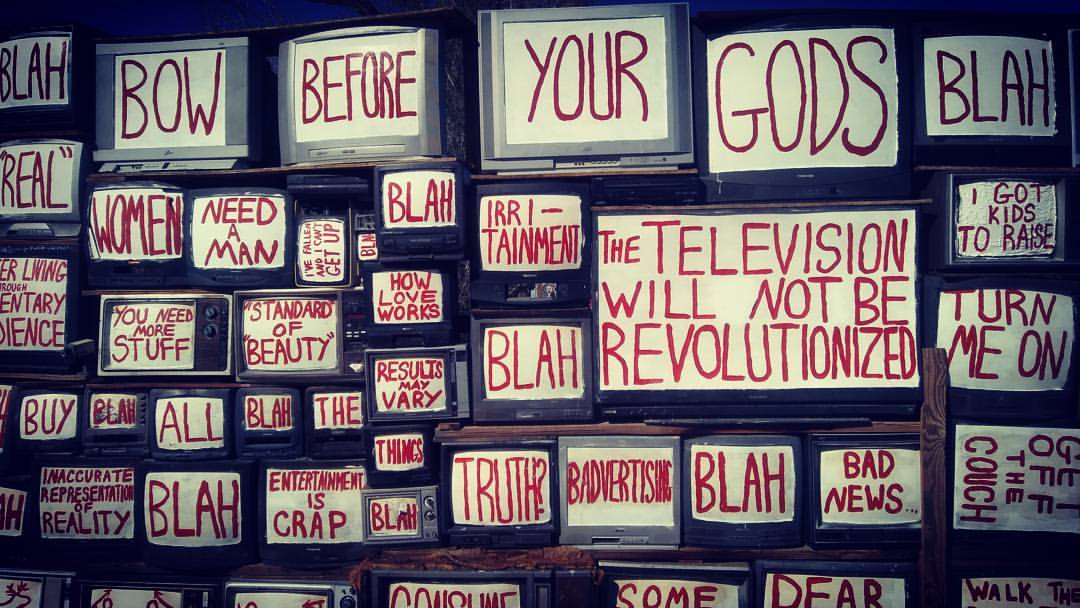 BLAH
BOW
BEFORE
YOUR
GODS
BLAH
"REAL"
WOMEN
NEED
A
MAN
I'VE FALLEN
AND I CAN'T
GET UP
BLAH
IRRI-
TAINMENT
THE TELEVISION
WILL NOT BE
REVOLUTIONIZED
I GOT
KIDS
TO RAISE
LIVING
DIENCE
YOU NEED
MORE
STUFF
"STANDARD
OF
"BEAUTY"
HOW
LOVE
WORKS
BLAH
TURN
ME ON
RESULTS
MAY
VARY
BUY
BLAH
ALL
BLAH
THE
THINGS
INACCURATE
REPRESENTATION
OF
REALITY
BLAH
ENTERTAINMENT
IS
CRAP
BLAH
TRUTH?
BADVERTISING
BLAH
BAD
NEWS...
GET
OFF
THE
COUCH
CONSUME
SOME
DEAR
WALK THE